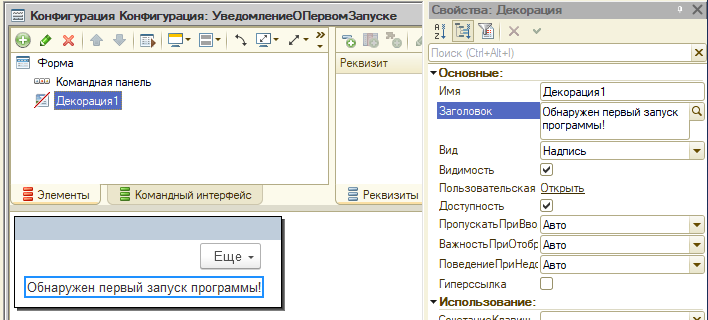 Конфигурация Конфигурация: УведомлениеОПервомЗапуске
Форма
Командная панель
Декорация1
Элементы
Командный интерфейс
Реквизит
Реквизиты
Еще
Обнаружен первый запуск программы!
Свойства: Декорация
Поиск (Ctrl+Alt+I)
Основные:
Имя Декорация1
Заголовок Обнаружен первый запуск
программы!
Вид Надпись
Видимость
Пользовательская Открыть
Доступность
ПропускатьПриВво Авто
ВажностьПриОтобр Авто
ПоведениеПриНедо Авто
Гиперссылка
Использование: